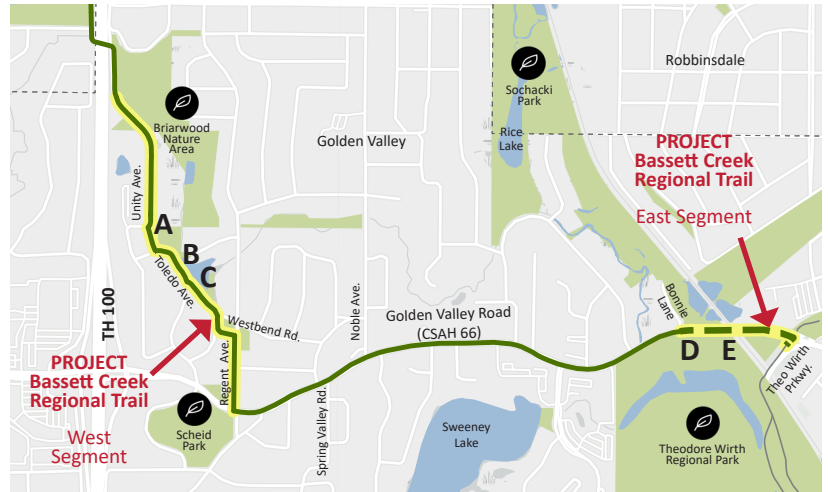 Robbinsdale
Sochacki
Park
Briarwood
Nature
Area
Golden Valley
Rice
Lake
PROJECT
Bassett Creek
Regional Trail
East Segment
Unity Ave.
A
B
C
Toledo Ave.
TH 100
Westbend Rd.
Noble Ave.
Golden Valley Road
(CSAH 66)
Bonnie
Lane
D E
Theo Wirth
Prkwy.
PROJECT
Bassett Creek
Regional Trail
West
Segment
Regent Ave.
Scheid
Park
Spring Valley Rd.
Sweeney
Lake
Theodore Wirth
Regional Park